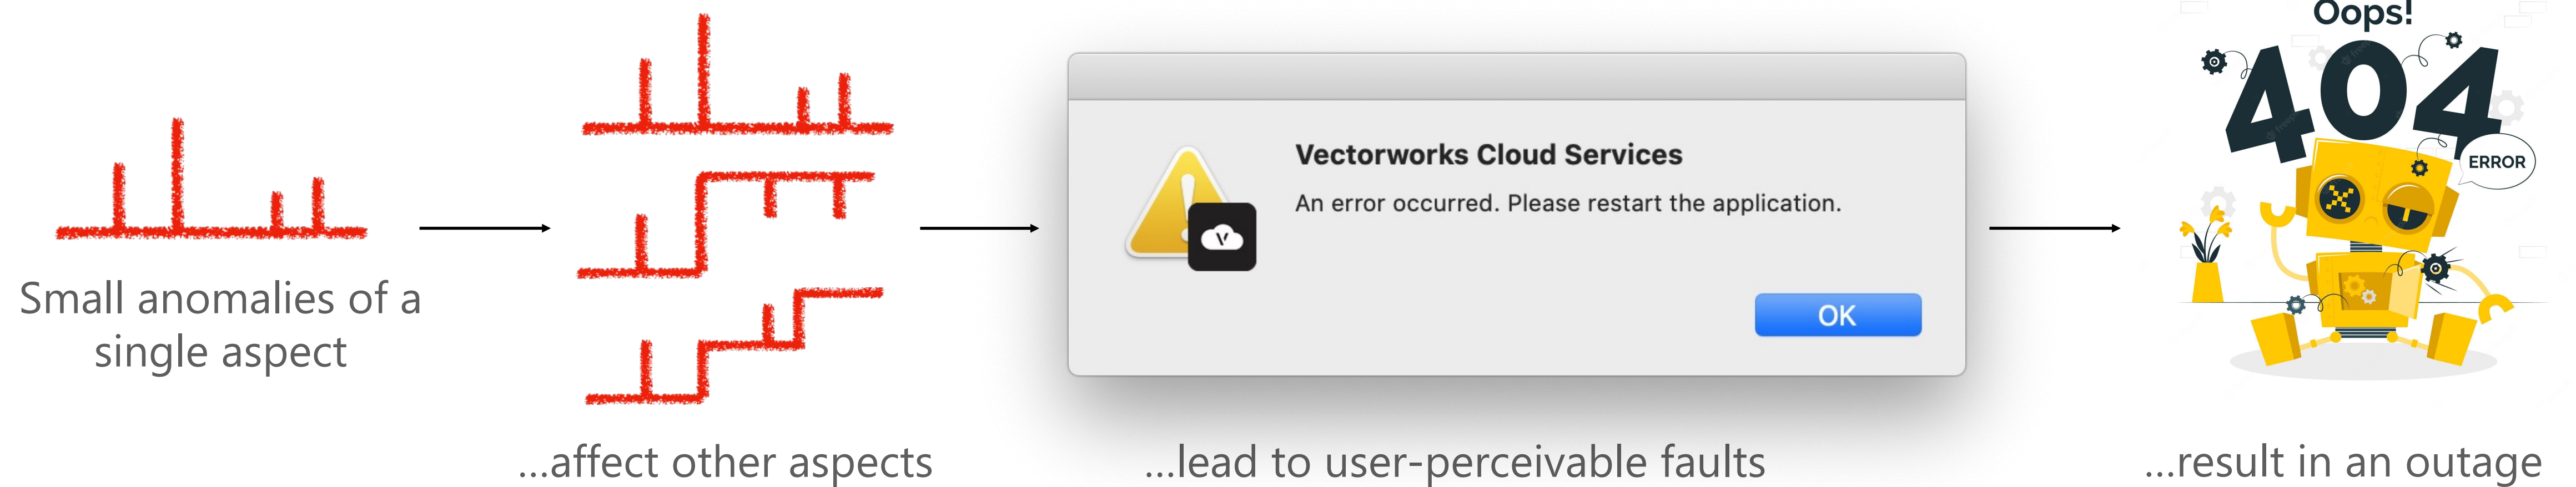 Small anomalies of a
single aspect
...affect other aspects
Vectorworks Cloud Services
An error occurred. Please restart the application.
OK
...lead to user-perceivable faults
Oops!
404
ERROR
...result in an outage